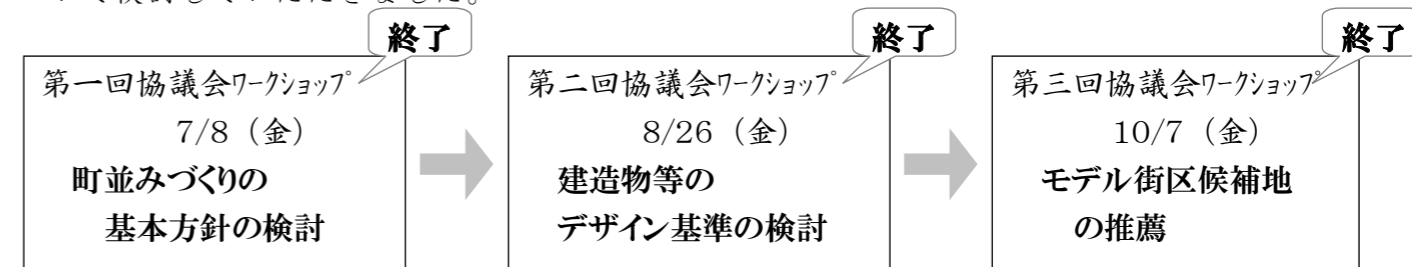 いて検討していただきました。
終了
第一回協議会ﾜｰｸｼｮｯﾌﾟ
7/8（金）
町並みづくりの
基本方針の検討
終了
第二回協議会ﾜｰｸｼｮｯﾌﾟ
8/26（金）
建造物等の
デザイン基準の検討
終了
第三回協議会ﾜｰｸｼｮｯﾌﾟ
10/7（金）
モデル街区候補地
の推薦